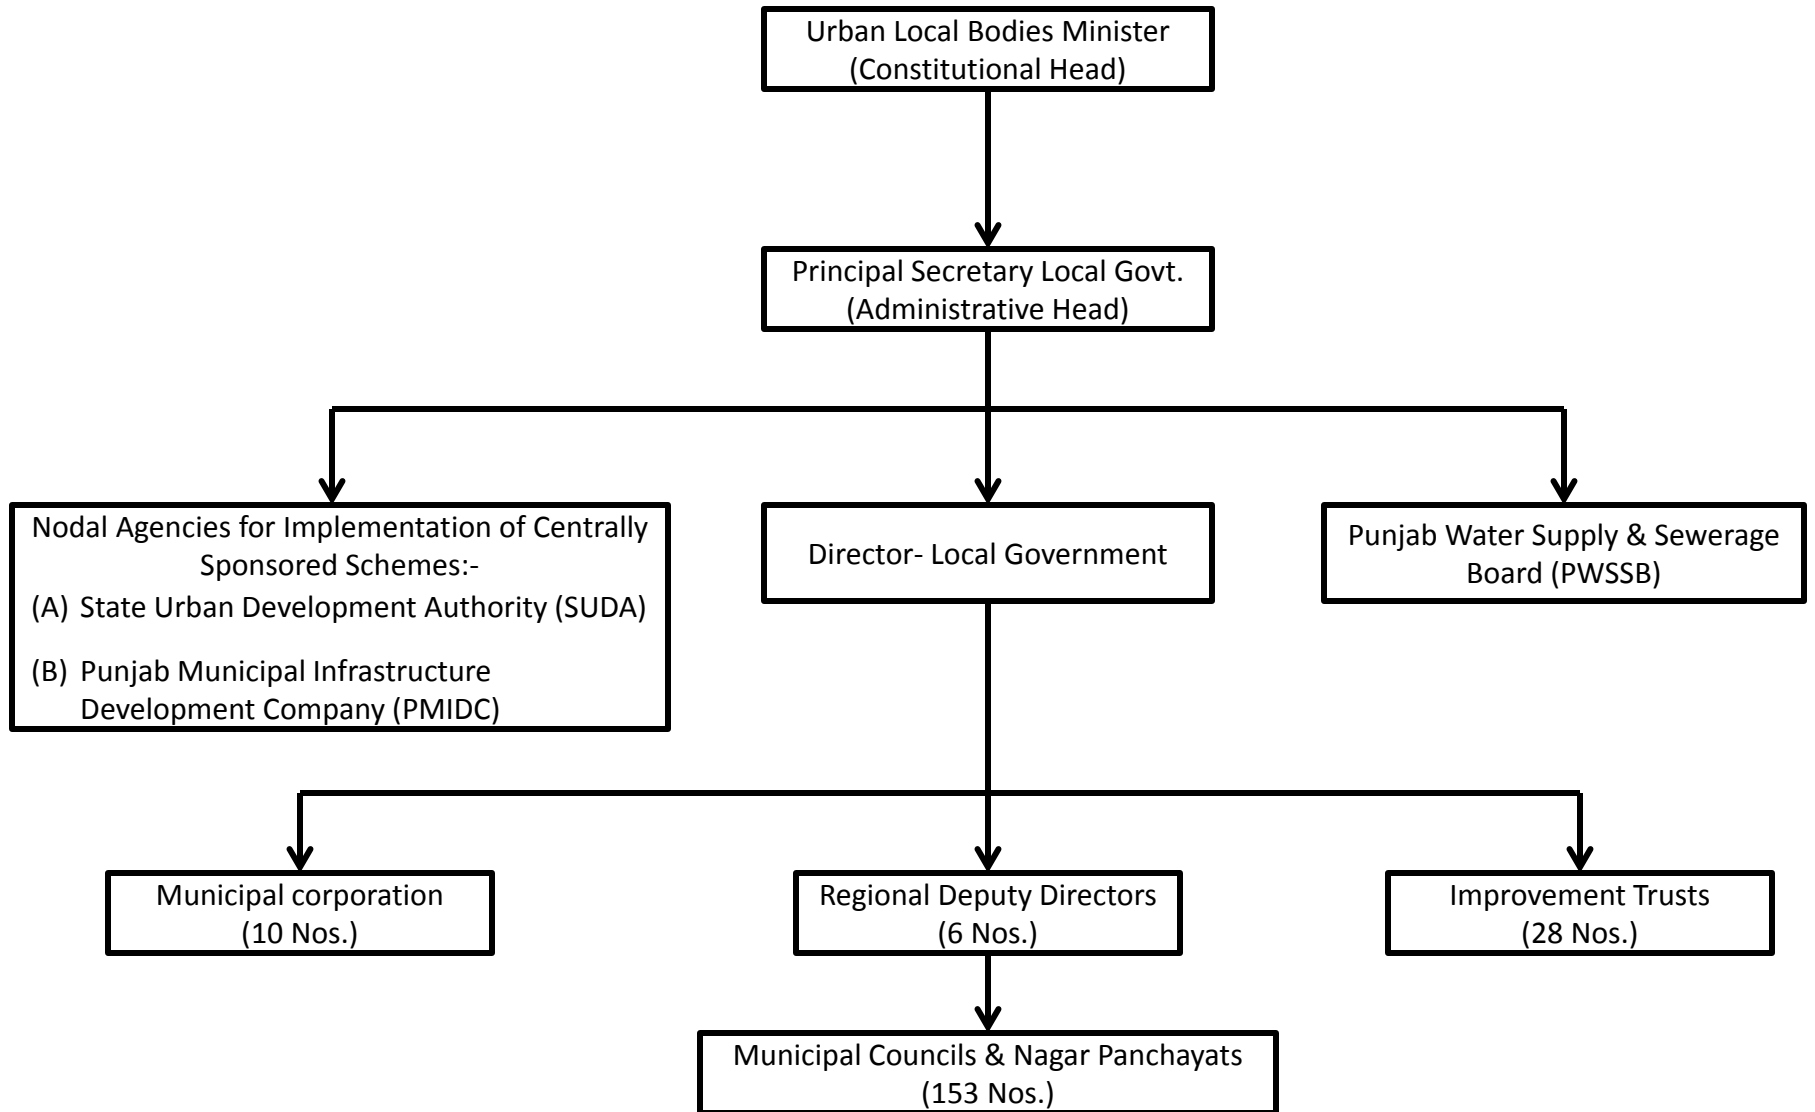 Urban Local Bodies Minister
(Constitutional Head)
Principal Secretary Local Govt.
(Administrative Head)
Nodal Agencies for Implementation of Centrally
Sponsored Schemes:-
(A) State Urban Development Authority (SUDA)
(B) Punjab Municipal Infrastructure
Development Company (PMIDC)
Director- Local Government
Punjab Water Supply & Sewerage
Board (PWSSB)
Municipal corporation
(10 Nos.)
Regional Deputy Directors
(6 Nos.)
Improvement Trusts
(28 Nos.)
Municipal Councils & Nagar Panchayats
(153 Nos.)